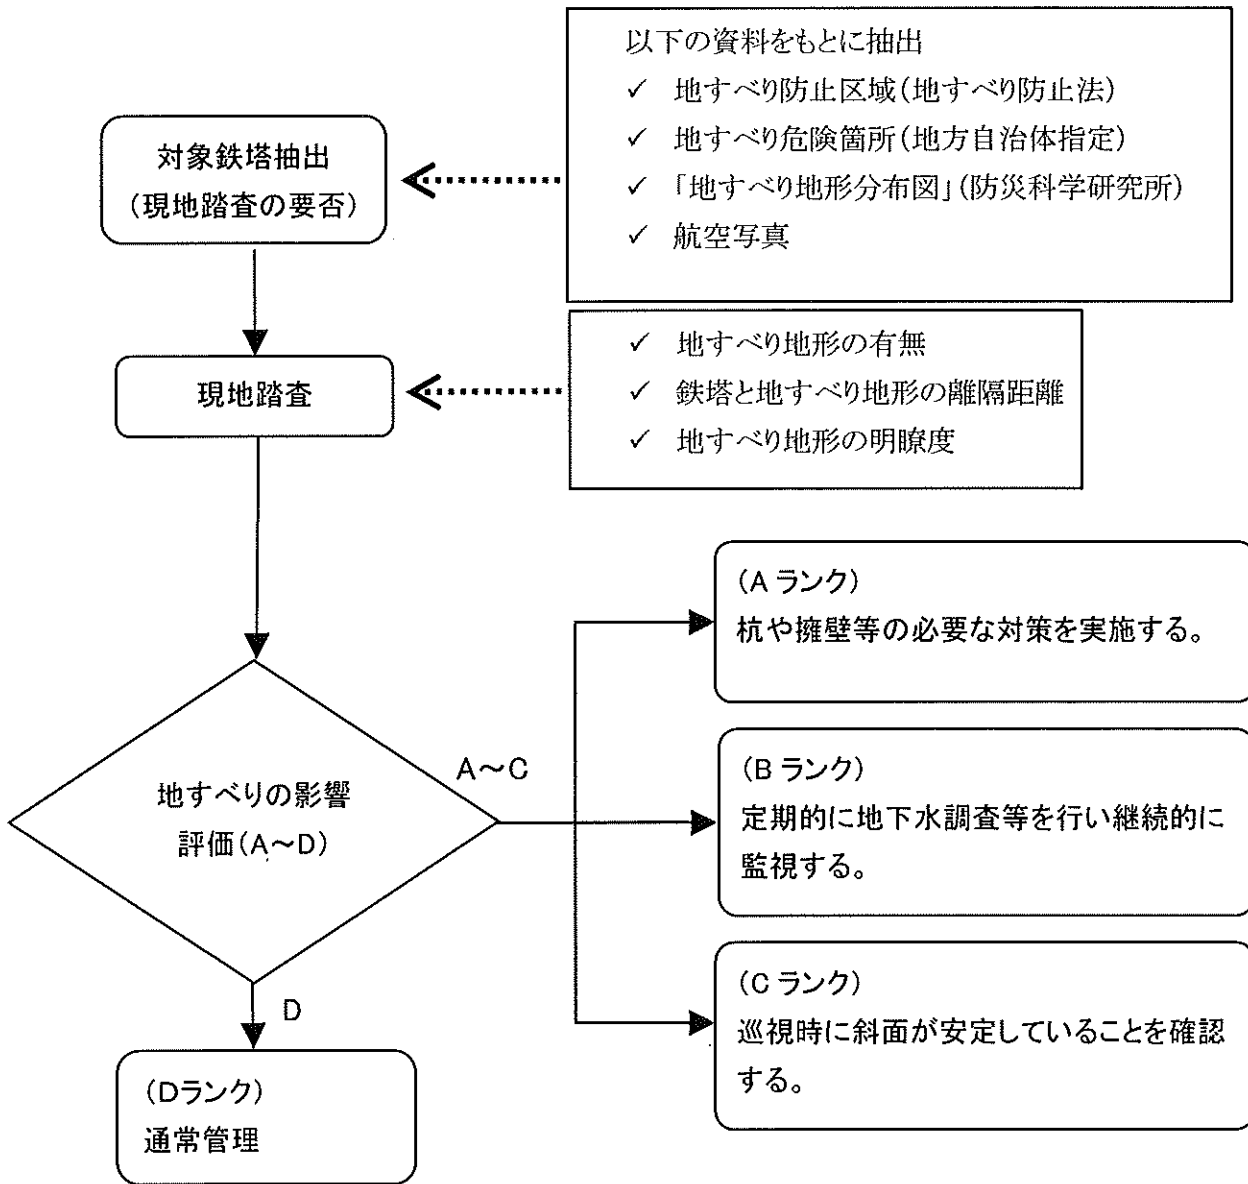 以下の資料をもとに抽出
✓ 地すべり防止区域(地すべり防止法)
✓ 地すべり危険箇所(地方自治体指定)
✓ 「地すべり地形分布図」(防災科学研究所)
✓ 航空写真
対象鉄塔抽出
(現地踏査の要否)
✓ 地すべり地形の有無
✓ 鉄塔と地すべり地形の離隔距離
✓ 地すべり地形の明瞭度
現地踏査
地すべりの影響
評価(A~D)
A~C
(A ランク)
杭や擁壁等の必要な対策を実施する。
(B ランク)
定期的に地下水調査等を行い継続的に
監視する。
(C ランク)
巡視時に斜面が安定していることを確認
する。
D
(Dランク)
通常管理